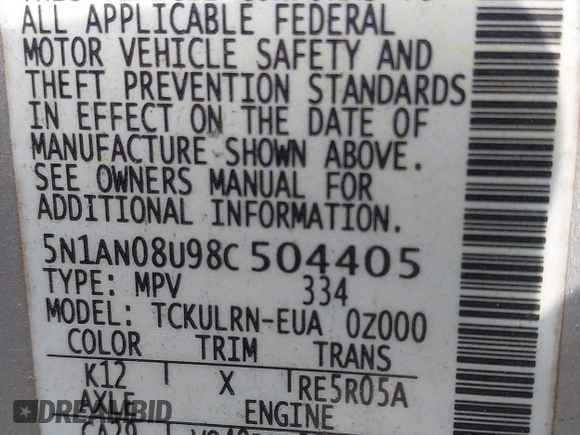 ALL APPLICABLE FEDERAL
MOTOR VEHICLE SAFETY AND
THEFT PREVENTION STANDARDS
IN EFFECT ON THE DATE OF
MANUFACTURE SHOWN ABOVE.
SEE OWNERS MANUAL FOR
ADDITIONAL INFORMATION.
5N1AN08U98C504405
TYPE: MPV 334
MODEL: TCKULRN-EUA 0Z000
COLOR TRIM TRANS
K12 X RE5R05A
AXLE ENGINE
DREAMBID